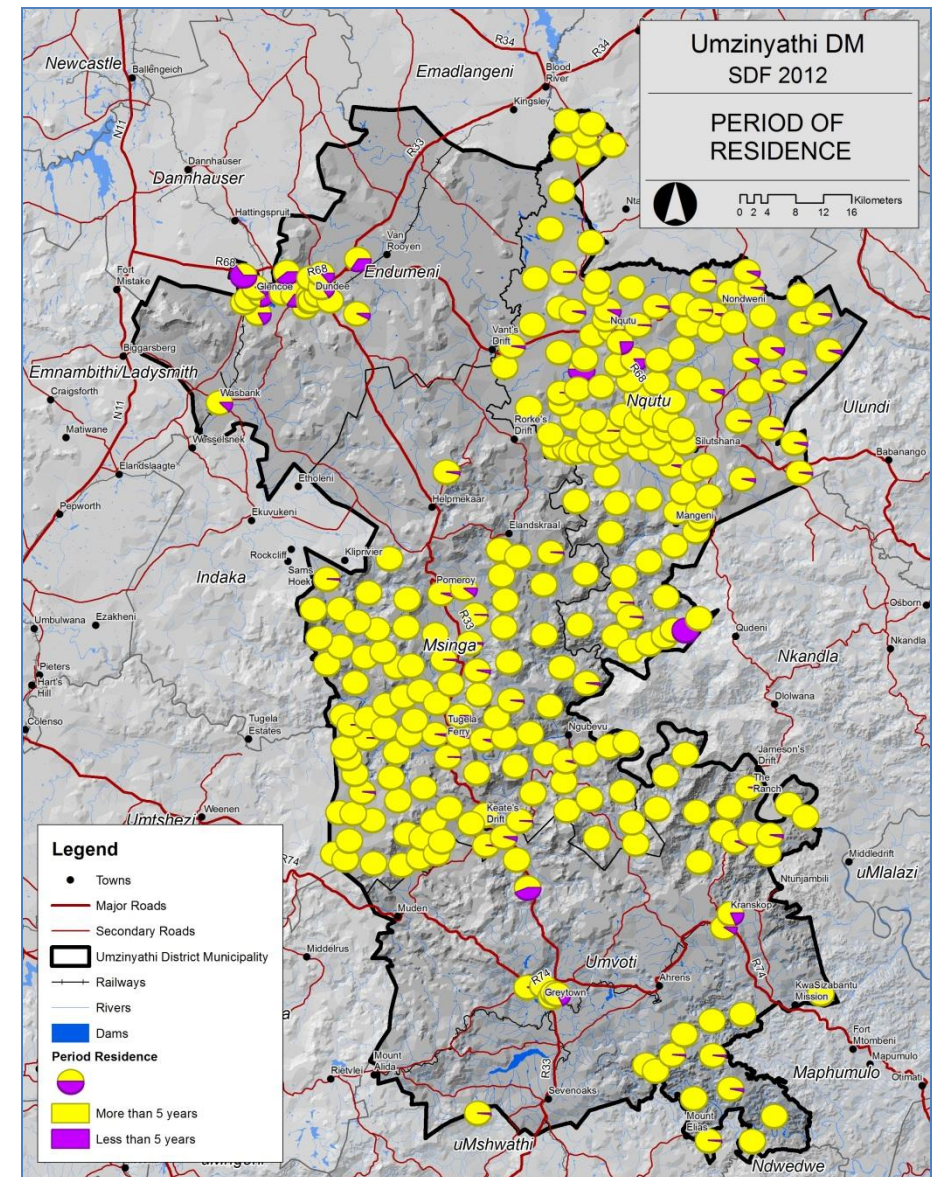 Umzinyathi DM
SDF 2012
PERIOD OF
RESIDENCE
Kilometers
0 2 4 8 12 16
Newcastle
Ballengeich
R34
R34
Emadlangeni
Blood
River
Kingsley
N11
R33
Dannhauser
Dannhauser
Hattingspruit
Nta
Van
Rooyen
R68
R68
Endumeni
Fort
Mistake
Glencoe
Dundee
Nondweni
Nqutu
Vant's
Drift
Biggarsberg
Emnambithi/Ladysmith
R68
Craigsforth
N11
Wasbank
Nqutu
Ulundi
Matiwane
Wesselsnek
Rorke's
Drift
Silutshana
Babanango
Elandslaagte
Etholeni
Pepworth
Helpmekaar
Ekuvukeni
Mangeni
Elandskraal
Rockcliff
Kliprivier
Sams
Hoek
Indaka
Pomeroy
Osborn
Umbulwana
Ezakheni
R33
Qudeni
Msinga
Nkandla
Nkandla
Pieters
Hart's
Hill
Dlolwana
Colenso
Tugela
Estates
Tugela
Ferry
Ngubevu
Jameson's
Drift
The
Ranch
Weenen
Umtshezi
Keate's
Drift
R74
Middledrift
uMlalazi
Ntunjambili
Muden
Kranskop
Middelrus
Umvoti
R74
R74
Ahrens
Greytown
KwaSizabantu
Mission
Fort
Mtombeni
Mapumulo
Rietvlei
Mount
Alida
R33
Maphumulo
Otimati
Sevenoaks
Mount
Elias
uMshwathi
Ndwedwe
Legend
Towns
Major Roads
Secondary Roads
Umzinyathi District Municipality
Railways
Rivers
Dams
Period Residence
More than 5 years
Less than 5 years